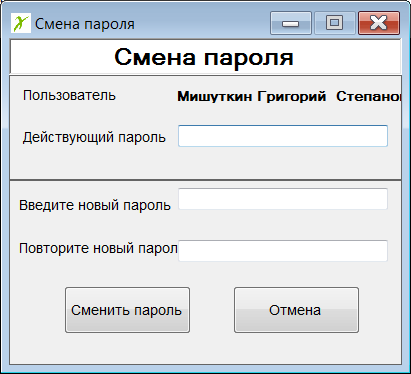 Смена пароля
Смена пароля
Пользователь Мишуткин Григорий Степанов
Действующий пароль
Введите новый пароль
Повторите новый парол
Сменить пароль Отмена